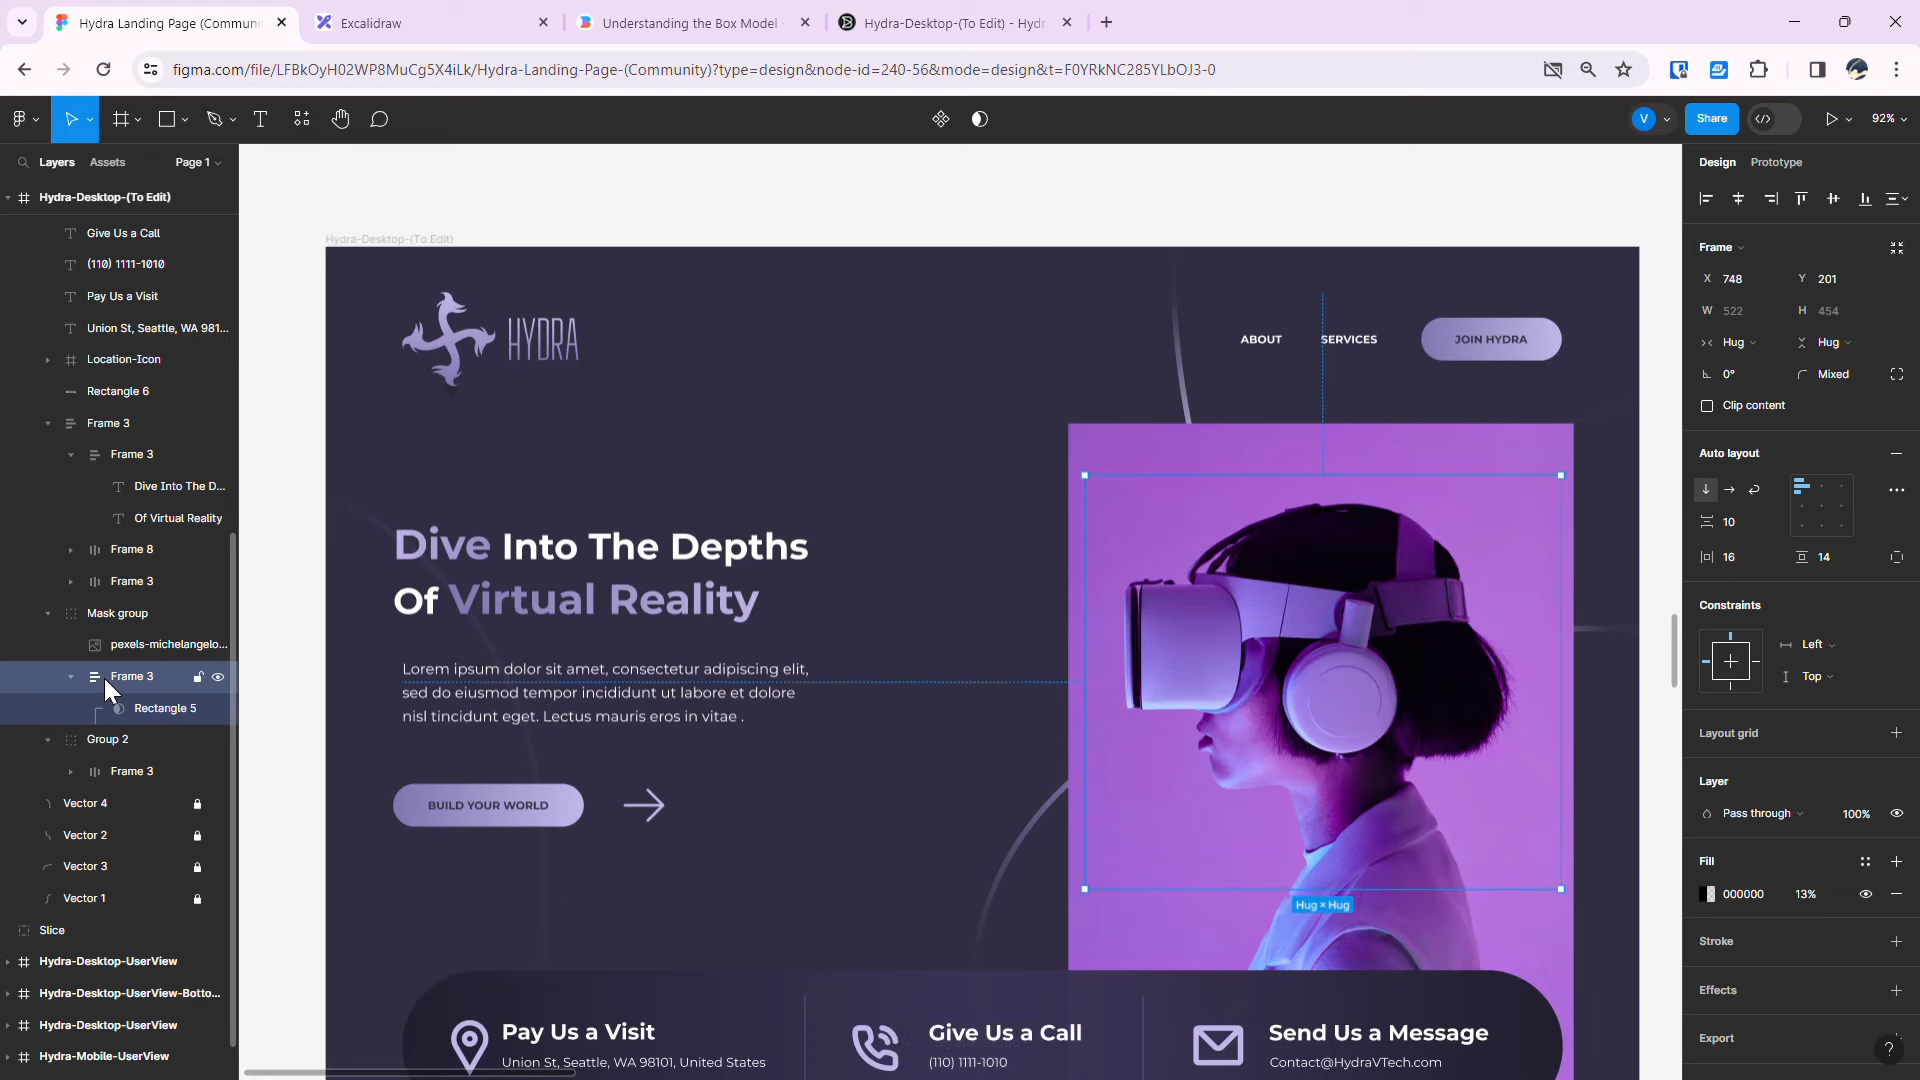 Hydra Landing Page (Communi
Excalidraw
Understanding the Box Model -
Hydra-Desktop-(To Edit) - Hydr
figma.com/file/LFBkOyH02WP8MuCg5X4iLk/Hydra-Landing-Page-(Community)?type=design&node-id=240-56&mode=design&t=F0YRkNC285YLbOJ3-0
V
Share
92%
Layers
Assets
Page 1
Hydra-Desktop-(To Edit)
Give Us a Call
(110) 1111-1010
Pay Us a Visit
Union St, Seattle, WA 981...
Location-Icon
Rectangle 6
Frame 3
Frame 3
Dive Into The D...
Of Virtual Reality
Frame 8
Frame 3
Mask group
pexels-michelangelo...
Frame 3
Rectangle 5
Group 2
Frame 3
Vector 4
Vector 2
Vector 3
Vector 1
Slice
Hydra-Desktop-UserView
Hydra-Desktop-UserView-Botto...
Hydra-Desktop-UserView
Hydra-Mobile-UserView
Hydra-Desktop-(To Edit)
HYDRA
ABOUT
SERVICES
JOIN HYDRA
Dive Into The Depths
Of Virtual Reality
Lorem ipsum dolor sit amet, consectetur adipiscing elit,
sed do eiusmod tempor incididunt ut labore et dolore
nisl tincidunt eget. Lectus mauris eros in vitae .
BUILD YOUR WORLD
Hug × Hug
Pay Us a Visit
Union St, Seattle, WA 98101, United States
Give Us a Call
(110) 1111-1010
Send Us a Message
Contact@HydraVTech.com
Design
Prototype
Frame
X 748
Y 201
W 522
H 454
Hug
Hug
0°
Mixed
Clip content
Auto layout
10
16
14
Constraints
Left
Top
Layout grid
Layer
Pass through
100%
Fill
000000
13%
Stroke
Effects
Export
?